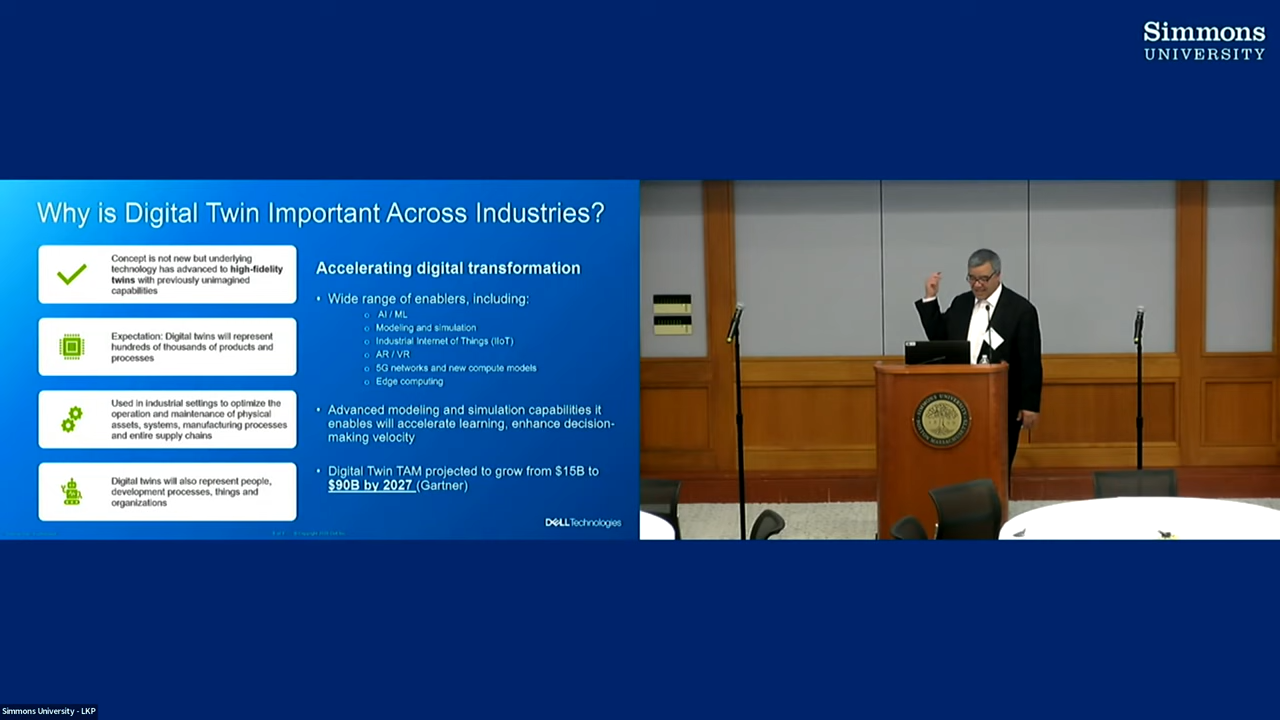 Simmons
UNIVERSITY
Why is Digital Twin Important Across Industries?
Concept is not new but underlying
technology has advanced to high-fidelity
twins with previously unimagined
capabilities
Expectation: Digital twins will represent
hundreds of thousands of products and
processes
Used in industrial settings to optimize the
operation and maintenance of physical
assets, systems, manufacturing processes
and entire supply chains
Digital twins will also represent people,
development processes, things and
organizations
Accelerating digital transformation
• Wide range of enablers, including:
o AI / ML
o Modeling and simulation
o Industrial Internet of Things (IIoT)
o AR / VR
o 5G networks and new compute models
o Edge computing
• Advanced modeling and simulation capabilities it
enables will accelerate learning, enhance decision-
making velocity
• Digital Twin TAM projected to grow from $15B to
$90B by 2027 (Gartner)
DELL Technologies
Simmons University - LKP